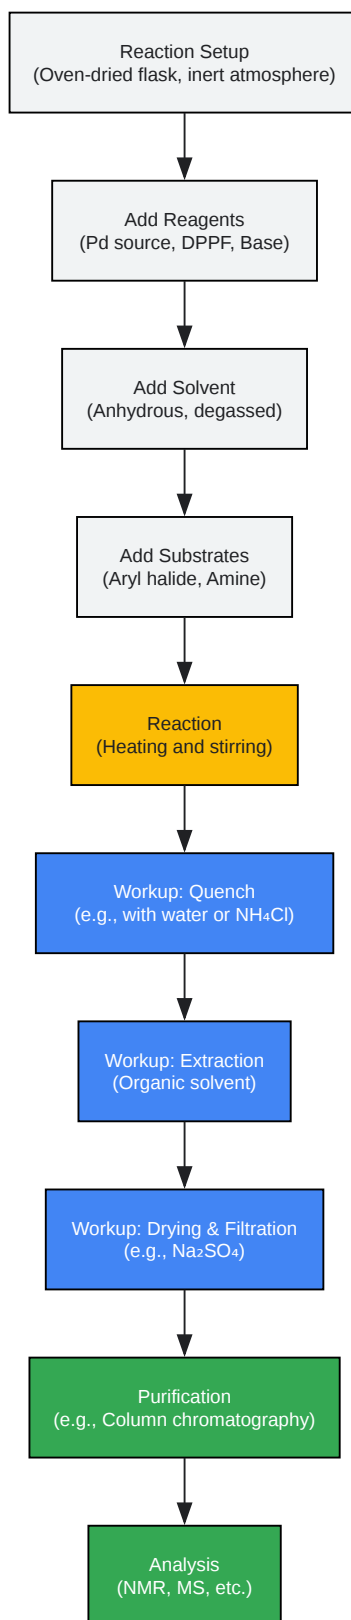 Reaction Setup
(Oven-dried flask, inert atmosphere)
Add Reagents
(Pd source, DPPF, Base)
Add Solvent
(Anhydrous, degassed)
Add Substrates
(Aryl halide, Amine)
Reaction
(Heating and stirring)
Workup: Quench
(e.g., with water or NH₄Cl)
Workup: Extraction
(Organic solvent)
Workup: Drying & Filtration
(e.g., Na₂SO₄)
Purification
(e.g., Column chromatography)
Analysis
(NMR, MS, etc.)